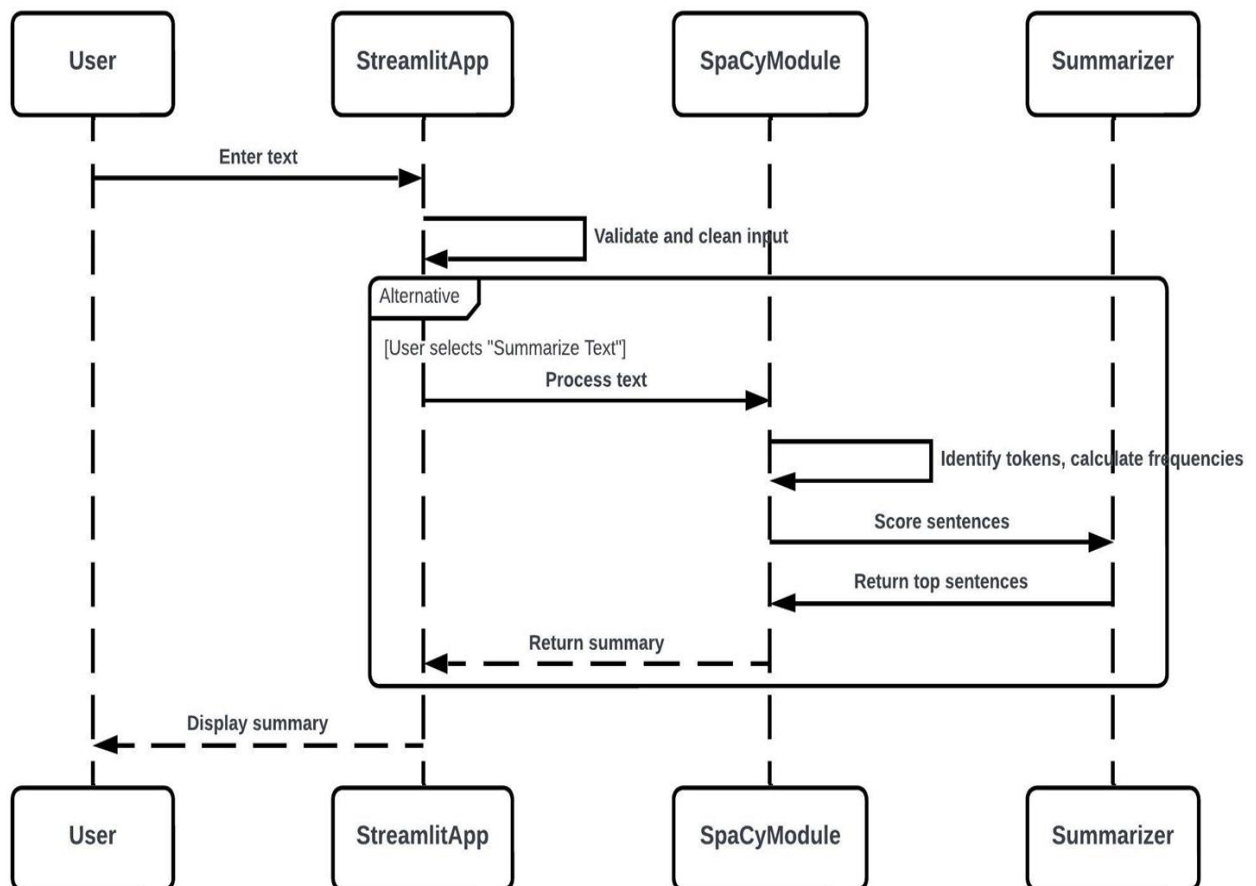 User
StreamlitApp
SpaCyModule
Summarizer
Enter text
Validate and clean input
Alternative
[User selects "Summarize Text"]
Process text
Identify tokens, calculate frequencies
Score sentences
Return top sentences
Return summary
Display summary
User
StreamlitApp
SpaCyModule
Summarizer